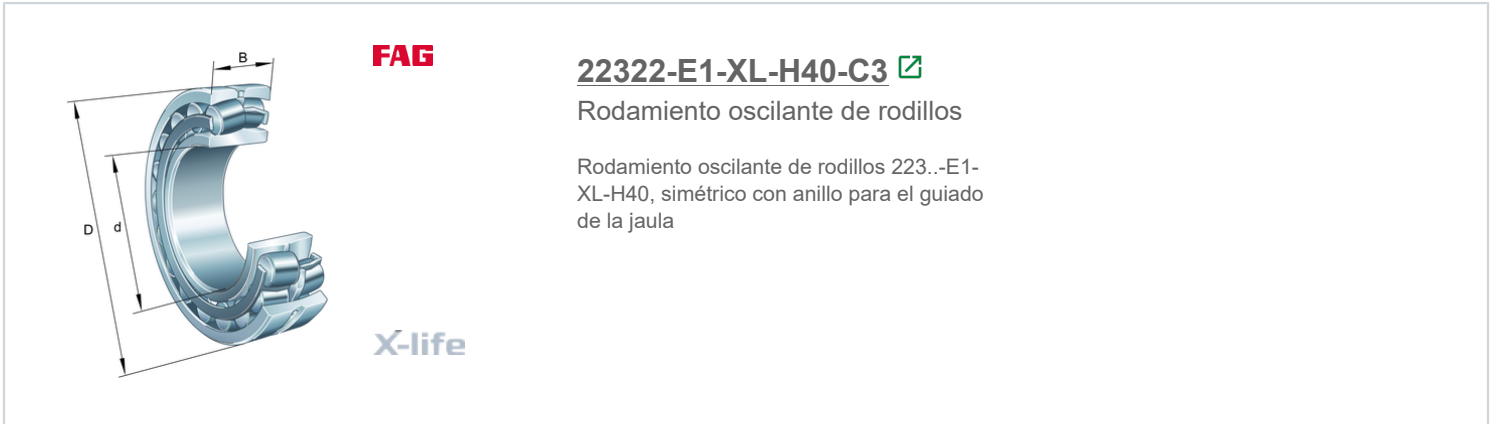 B
FAG
22322-E1-XL-H40-C3
Rodamiento oscilante de rodillos
Rodamiento oscilante de rodillos 223..-E1-
XL-H40, simétrico con anillo para el guiado
de la jaula
D
d
X-life